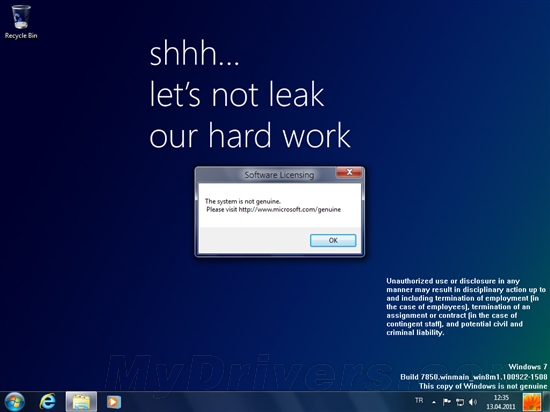 Recycle Bin
shhh...
let's not leak
our hard work
Software Licensing
The system is not genuine.
Please visit http://www.microsoft.com/genuine
OK
Unauthorized use or disclosure in any
manner may result in disciplinary action up to
and including termination of employment (in
the case of employees), termination of an
assignment or contract (in the case of
contingent staff), and potential civil and
criminal liability.
Windows 7
Build 7850.winmain_win8m1.100922-1508
This copy of Windows is not genuine
MyDrivers
TR
12:35
13.04.2011